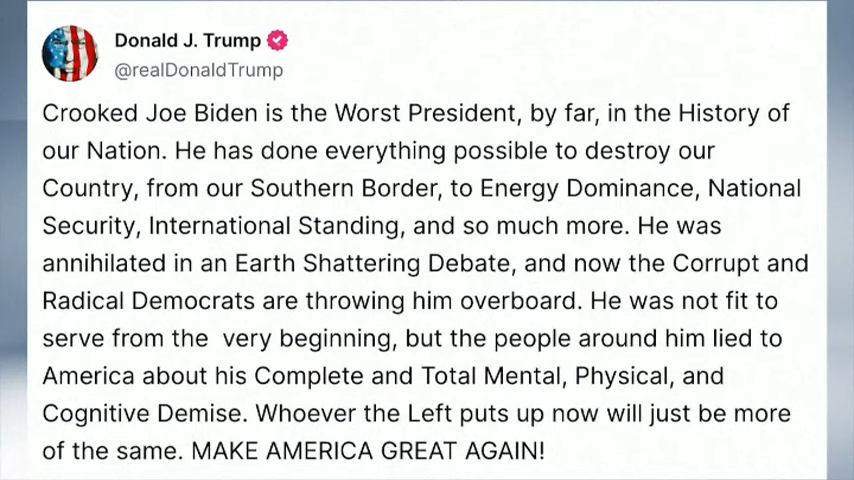 Donald J. Trump
@realDonaldTrump
Crooked Joe Biden is the Worst President, by far, in the History of
our Nation. He has done everything possible to destroy our
Country, from our Southern Border, to Energy Dominance, National
Security, International Standing, and so much more. He was
annihilated in an Earth Shattering Debate, and now the Corrupt and
Radical Democrats are throwing him overboard. He was not fit to
serve from the  very beginning, but the people around him lied to
America about his Complete and Total Mental, Physical, and
Cognitive Demise. Whoever the Left puts up now will just be more
of the same. MAKE AMERICA GREAT AGAIN!